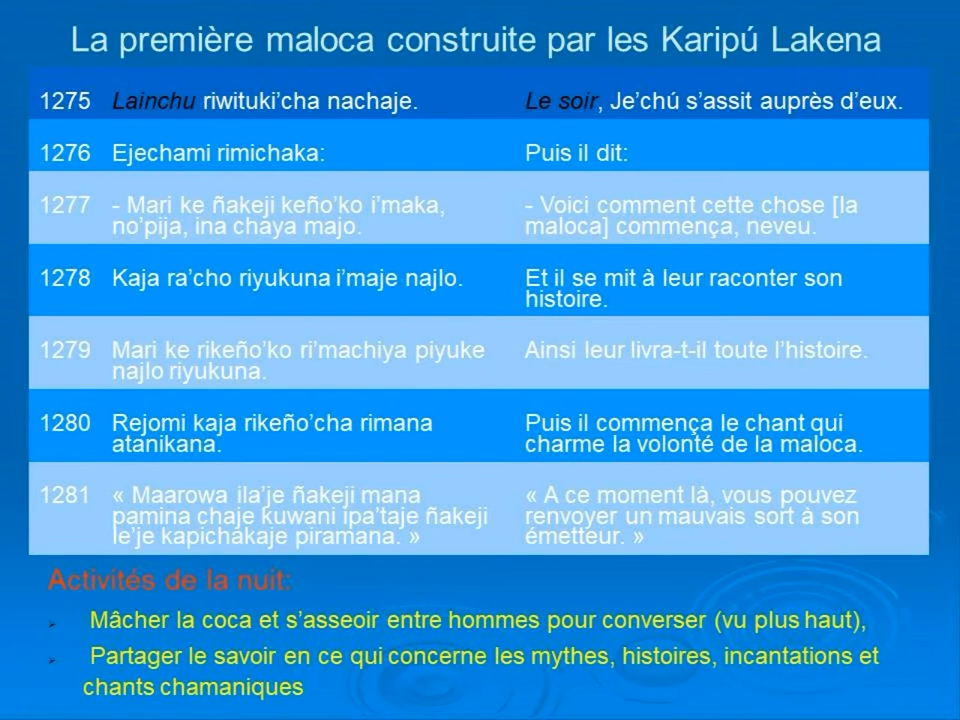 La première maloca construite par les Karipú Lakena
1275 Lainchu riwituki’cha nachaje. Le soir, Je’chú s’assit auprès d’eux.
1276 Ejechami rimichaka: Puis il dit:
1277 - Mari ke ñakeji keño’ko i’maka, - Voici comment cette chose [la
no’pija, ina chaya majo. maloca] commença, neveu.
1278 Kaja ra’cho riyukuna i’maje najlo. Et il se mit à leur raconter son
histoire.
1279 Mari ke rikeño’ko ri’machiya piyuke Ainsi leur livra-t-il toute l’histoire.
najlo riyukuna.
1280 Rejomi kaja rikeño’cha rimana Puis il commença le chant qui
atanikana. charme la volonté de la maloca.
1281 « Maarowa ila’je ñakeji mana « A ce moment là, vous pouvez
pamina chaje kuwani ipa’taje ñakeji renvoyer un mauvais sort à son
le’je kapichakaje piramana. » émetteur. »
Activités de la nuit:
Mâcher la coca et s’asseoir entre hommes pour converser (vu plus haut),
Partager le savoir en ce qui concerne les mythes, histoires, incantations et
chants chamaniques